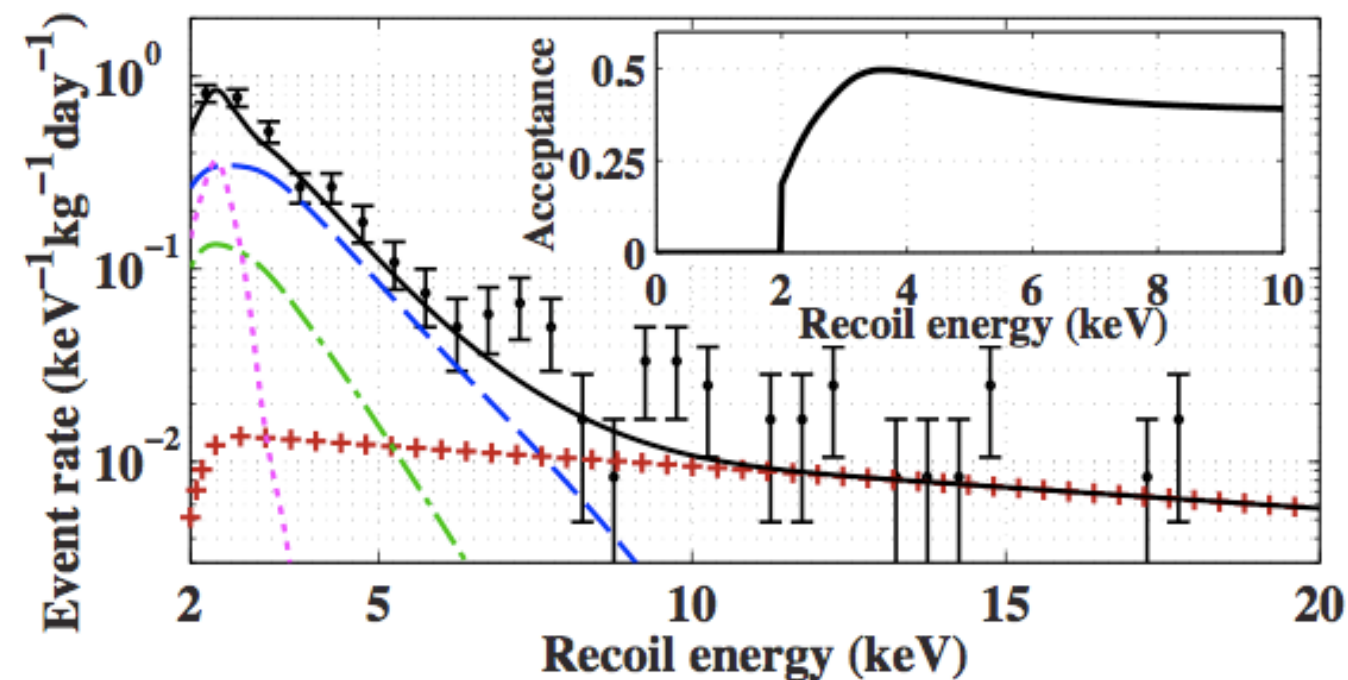 Event rate (keV⁻¹kg⁻¹day⁻¹)
10⁰
10⁻¹
10⁻²
2 5 10 15 20
Recoil energy (keV)
Acceptance
0.5
0.25
0
0 2 4 6 8 10
Recoil energy (keV)